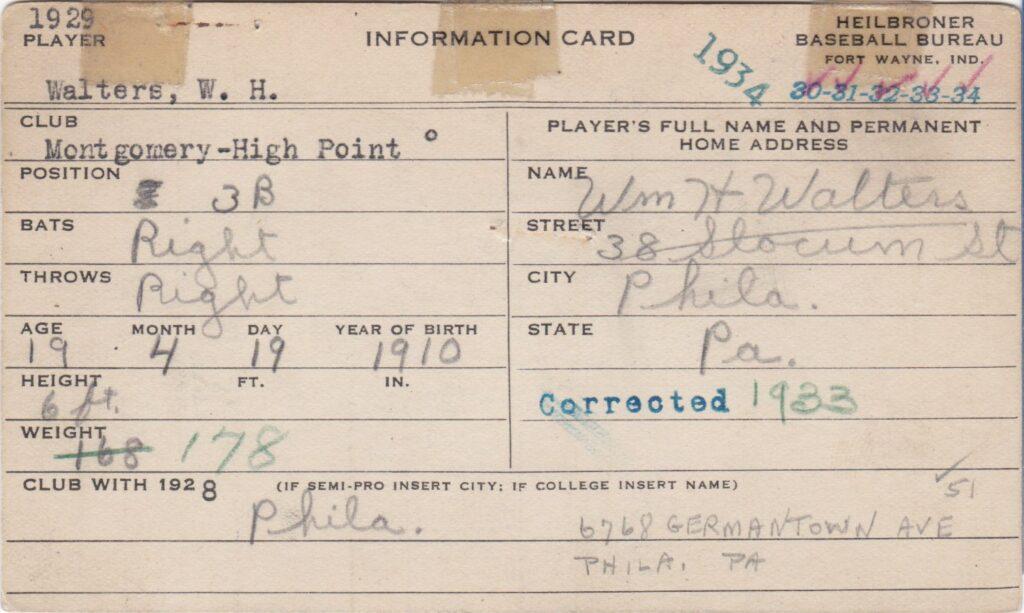 1929
PLAYER
INFORMATION CARD
HEILBRONER
BASEBALL BUREAU
FORT WAYNE, IND.
1934
30-31-32-33-34
Walters, W. H.
CLUB
Montgomery-High Point
PLAYER'S FULL NAME AND PERMANENT
HOME ADDRESS
POSITION 3B
NAME Wm H Walters
BATS Right
STREET 38 Slocum St
THROWS Right
CITY Phila.
AGE MONTH DAY YEAR OF BIRTH
19 4 19 1910
STATE Pa.
HEIGHT FT. IN.
6 ft.
Corrected 1933
WEIGHT
168 178
CLUB WITH 1928 (IF SEMI-PRO INSERT CITY; IF COLLEGE INSERT NAME)
Phila.
51
6768 GERMANTOWN AVE
PHILA. PA